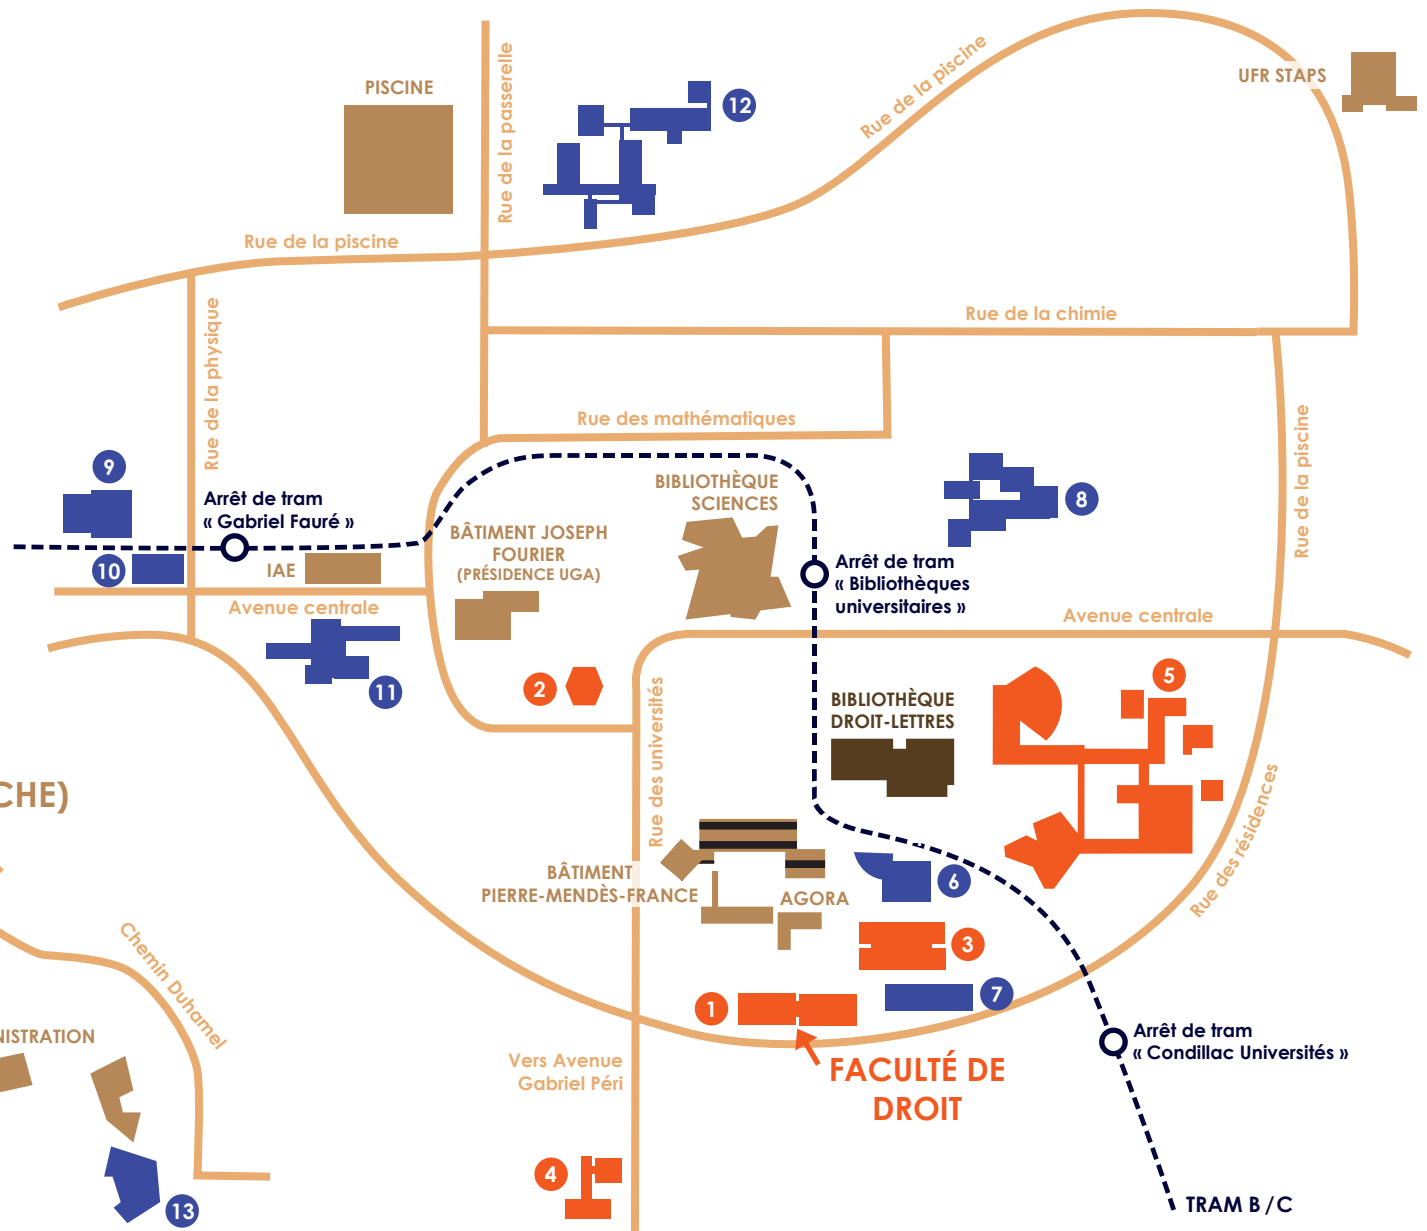 PISCINE
Rue de la passerelle
12
Rue de la piscine
UFR STAPS
Rue de la piscine
Rue de la physique
Rue de la chimie
Rue des mathématiques
Rue de la piscine
9
Arrêt de tram
« Gabriel Fauré »
BIBLIOTHÈQUE
SCIENCES
8
BÂTIMENT JOSEPH
FOURIER
(PRÉSIDENCE UGA)
10
IAE
Arrêt de tram
« Bibliothèques
universitaires »
Avenue centrale
Avenue centrale
11
2
Rue des universités
BIBLIOTHÈQUE
DROIT-LETTRES
5
CHE)
Rue des résidences
BÂTIMENT
PIERRE-MENDÈS-FRANCE
AGORA
6
3
Chemin Duhamel
1
7
NISTRATION
Arrêt de tram
« Condillac Universités »
Vers Avenue
Gabriel Péri
FACULTÉ DE
DROIT
4
13
TRAM B / C